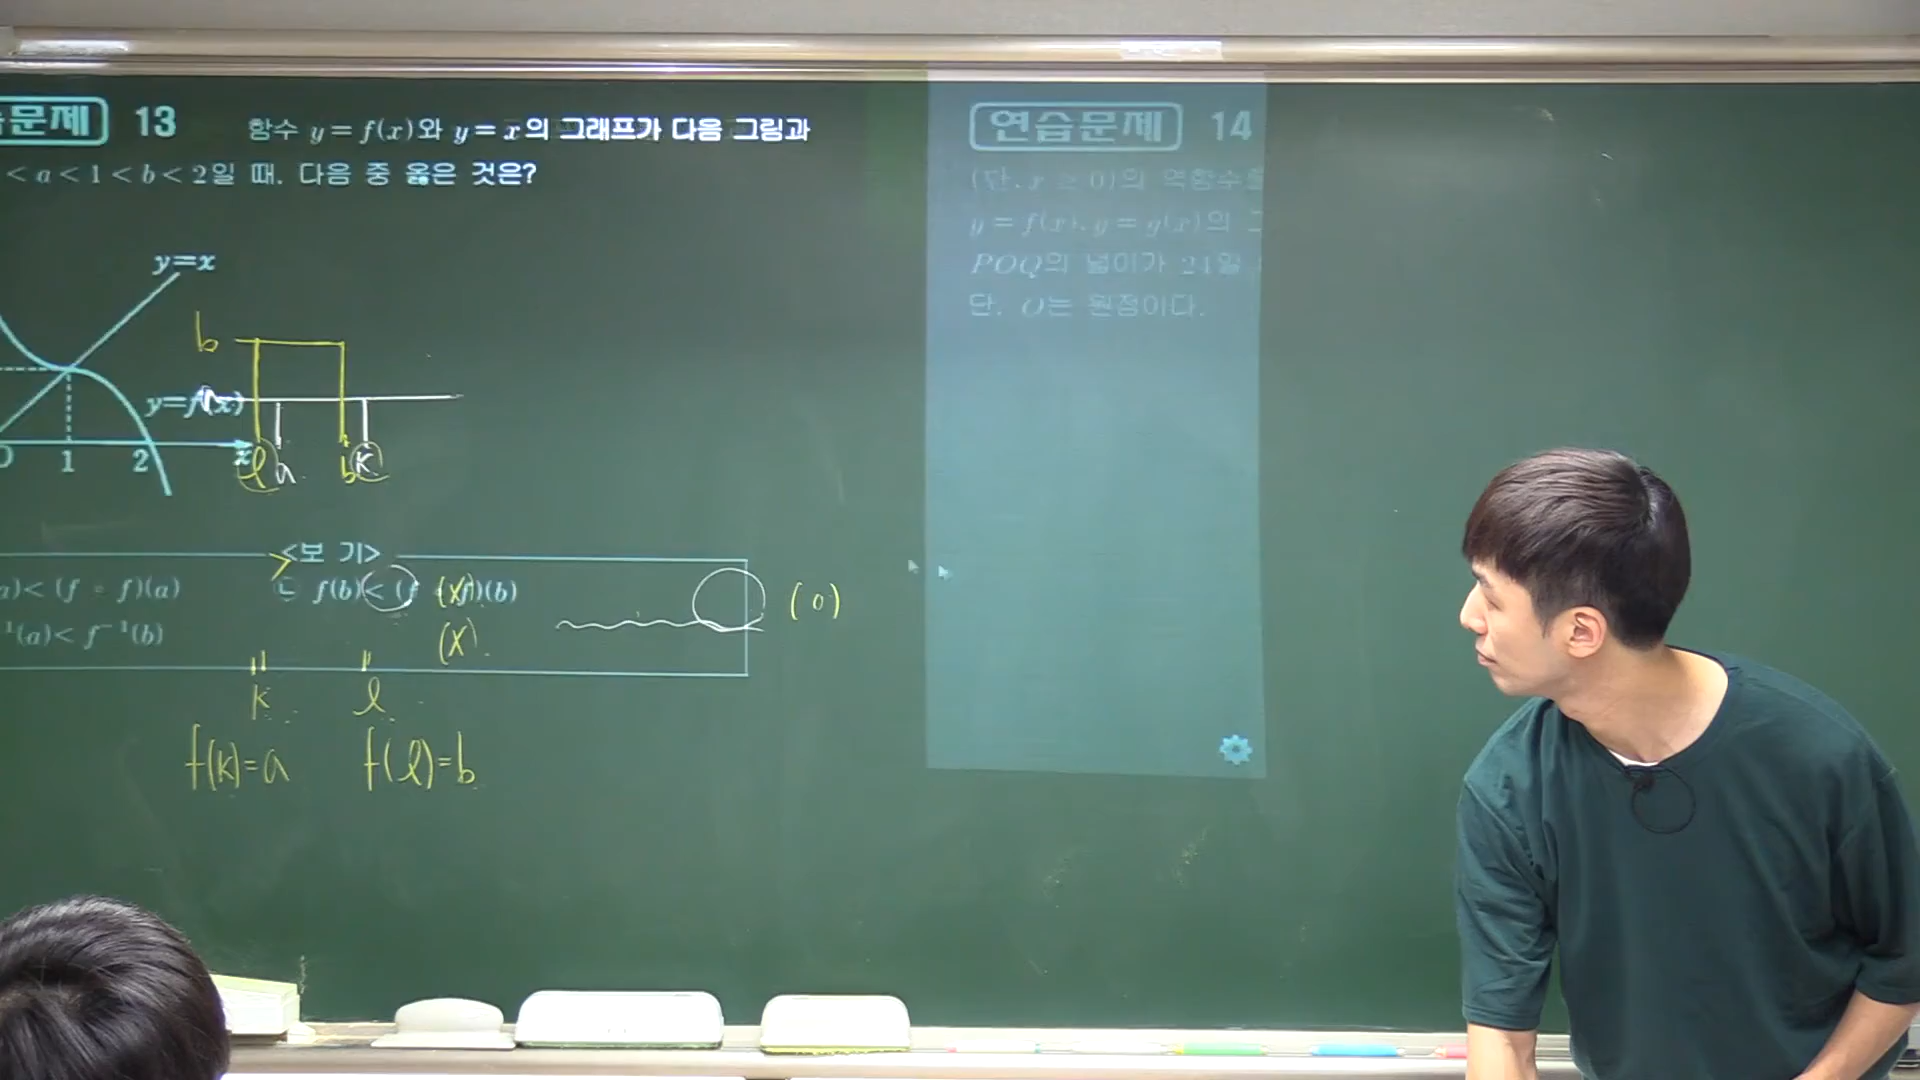 문제 13 함수 y=f(x)와 y=x의 그래프가 다음 그림과
<a<1<b<2일 때, 다음 중 옳은 것은?
y=x
b
y=f(x)
1 2 x l a b k
<보 기>
a)<(f∘f)(a) ㄴ f(b)<(f f)(b) (x) (o)
⁻¹(a)<f⁻¹(b) (x)
k l
f(k)=a f(l)=b
연습문제 14
(단, x≥0)의 역함수를
y=f(x), y=g(x)의 그
POQ의 넓이가 24일
단, O는 원점이다.